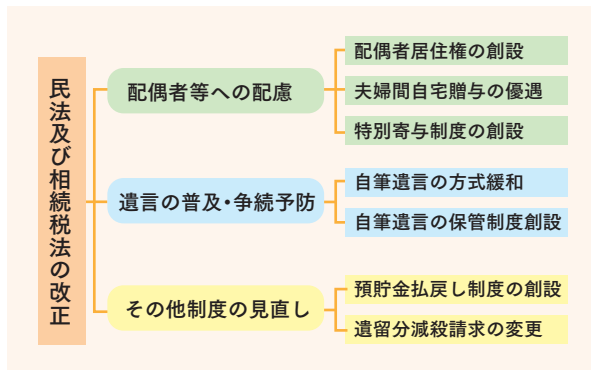 民法及び相続税法の改正
配偶者等への配慮
配偶者居住権の創設
夫婦間自宅贈与の優遇
特別寄与制度の創設
遺言の普及・争続予防
自筆遺言の方式緩和
自筆遺言の保管制度創設
その他制度の見直し
預貯金払戻し制度の創設
遺留分減殺請求の変更